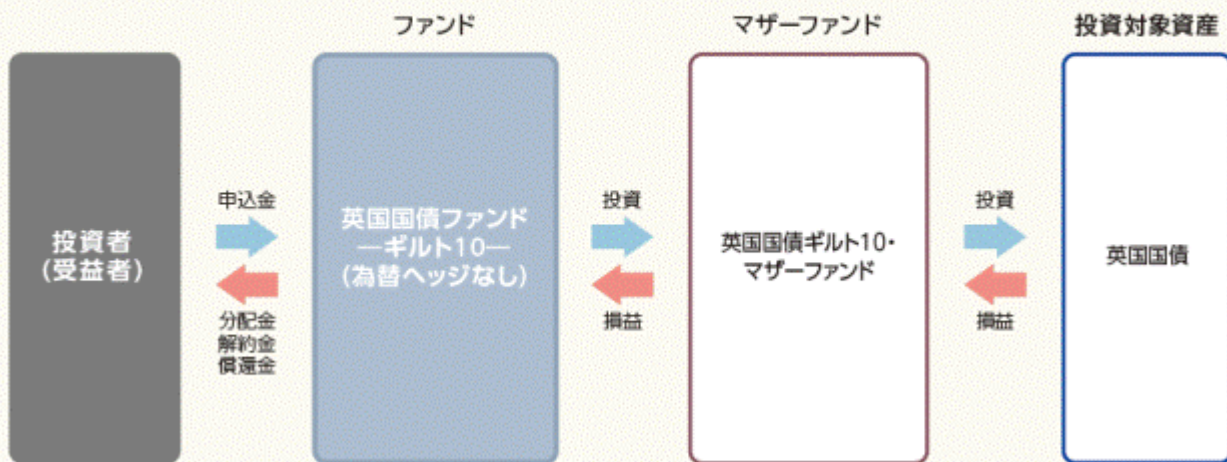 ファンド
マザーファンド
投資対象資産
投資者
(受益者)
申込金
分配金
解約金
償還金
英国国債ファンド
―ギルト10―
(為替ヘッジなし)
投資
損益
英国国債ギルト10・
マザーファンド
投資
損益
英国国債